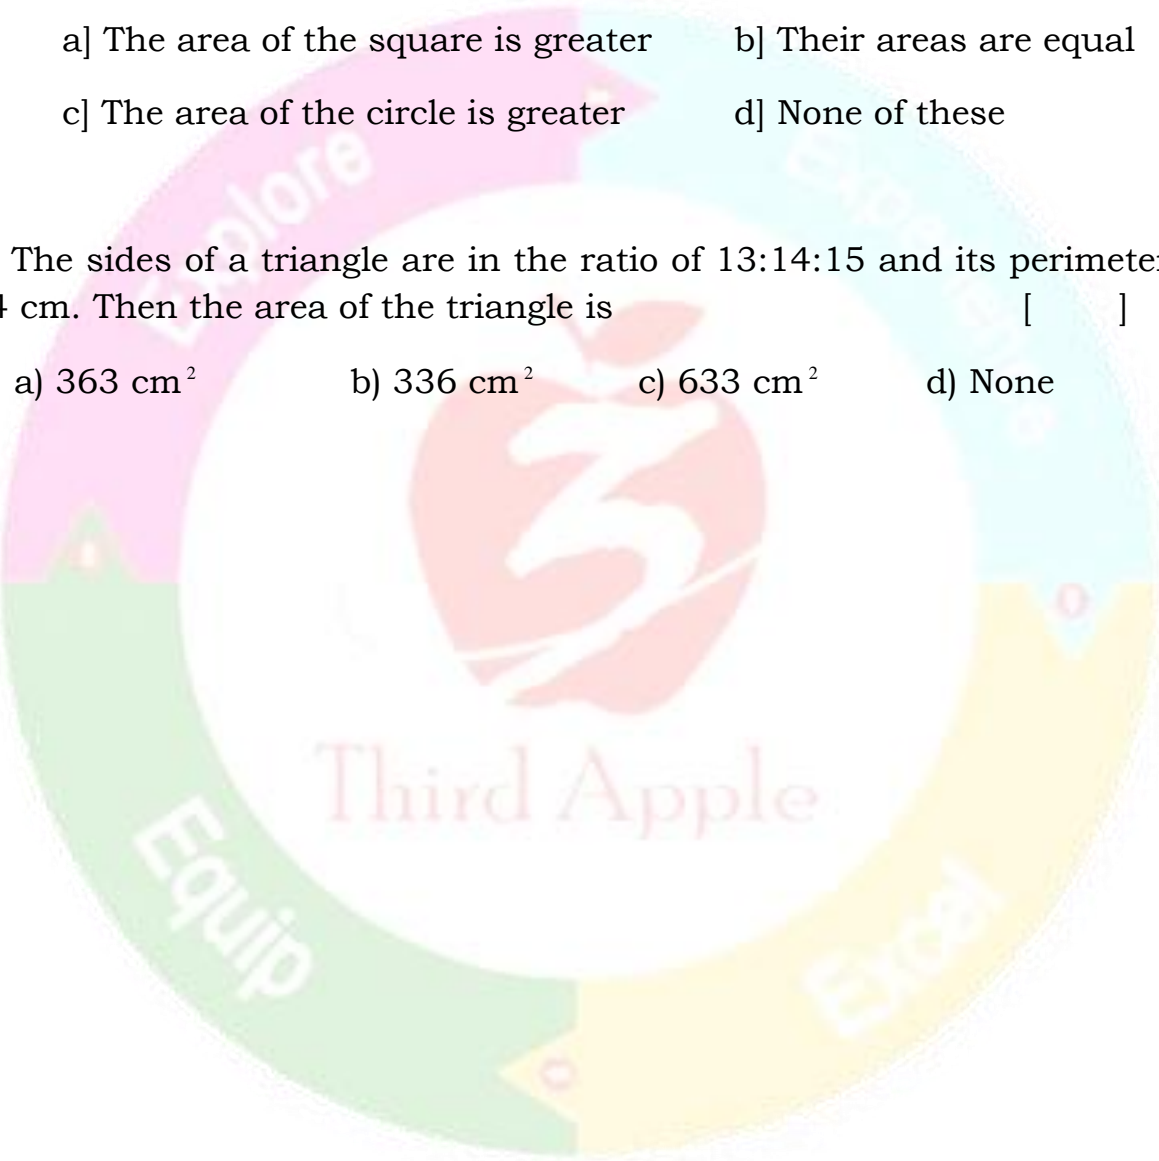 a] The area of the square is greater b] Their areas are equal
c] The area of the circle is greater d] None of these
The sides of a triangle are in the ratio of 13:14:15 and its perimeter
4 cm. Then the area of the triangle is [ ]
a) 363 cm² b) 336 cm² c) 633 cm² d) None
Explore
Experience
Third Apple
Equip
Excel